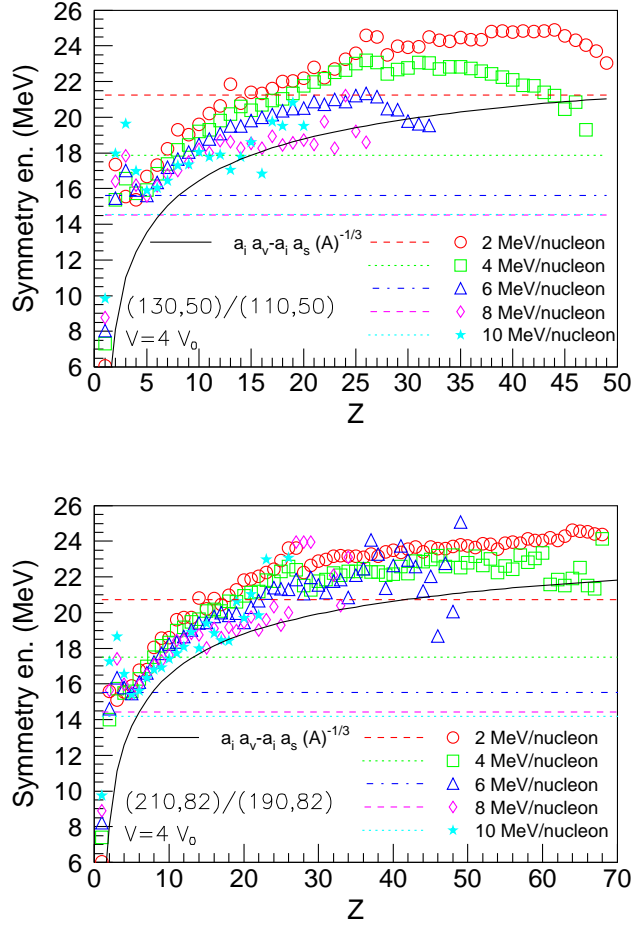 26
24
22
20
18
16
14
12
10
8
6
Symmetry en. (MeV)
a_i a_v-a_i a_s (A)^-1/3
2 MeV/nucleon
4 MeV/nucleon
6 MeV/nucleon
8 MeV/nucleon
10 MeV/nucleon
(130,50)/(110,50)
V=4 V_0
0 5 10 15 20 25 30 35 40 45 50
Z
26
24
22
20
18
16
14
12
10
8
6
Symmetry en. (MeV)
a_i a_v-a_i a_s (A)^-1/3
2 MeV/nucleon
4 MeV/nucleon
6 MeV/nucleon
8 MeV/nucleon
10 MeV/nucleon
(210,82)/(190,82)
V=4 V_0
0 10 20 30 40 50 60 70
Z